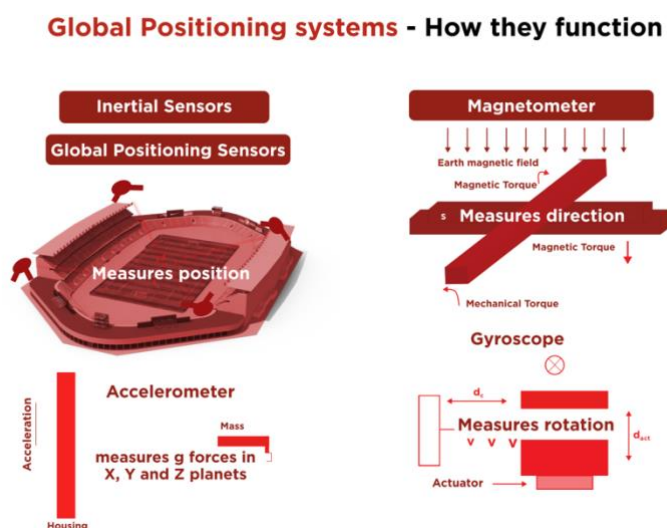 Global Positioning systems - How they function
Inertial Sensors
Global Positioning Sensors
Measures position
Magnetometer
Earth magnetic field
Magnetic Torque
S
Measures direction
Magnetic Torque
Mechanical Torque
Acceleration
Housing
Accelerometer
Mass
measures g forces in
X, Y and Z planets
Gyroscope
dc
Measures rotation
V V V
dact
Actuator